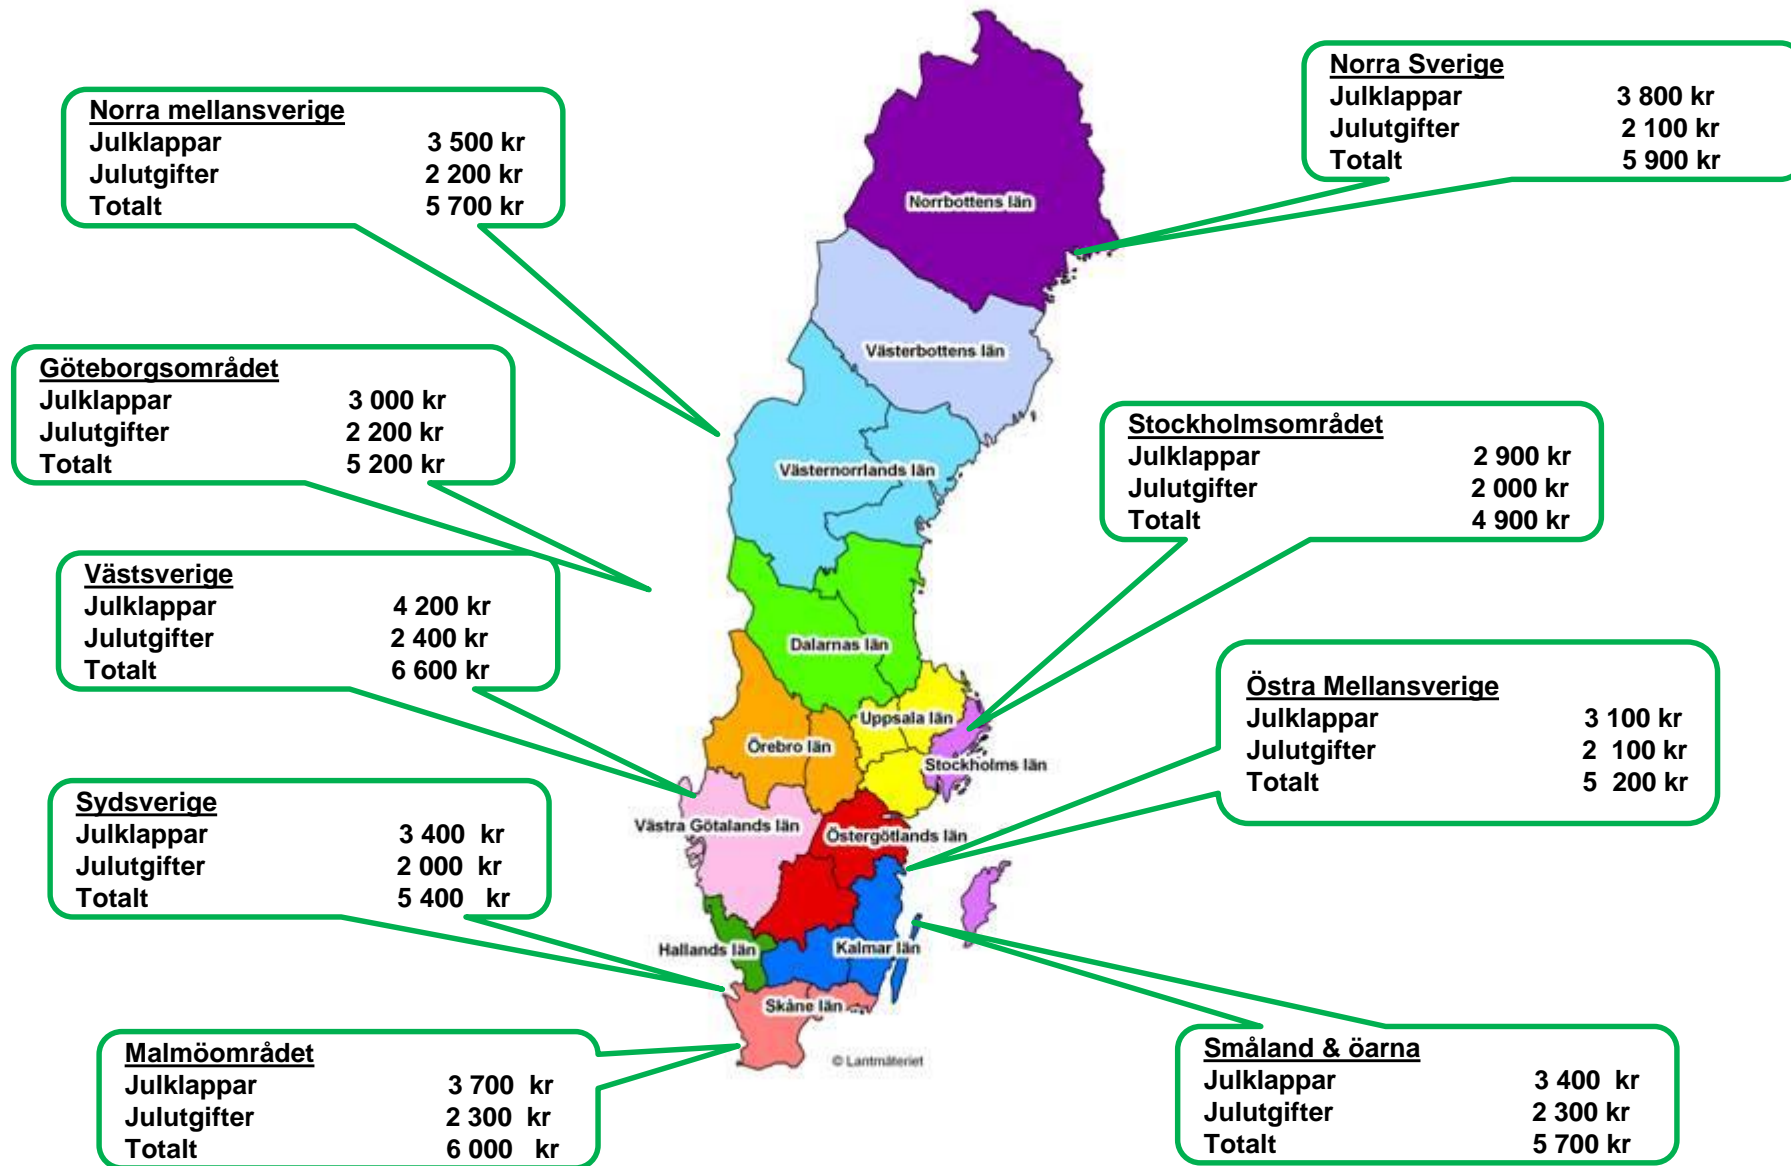 Norra mellansverige
Julklappar 3 500 kr
Julutgifter 2 200 kr
Totalt 5 700 kr
Norra Sverige
Julklappar 3 800 kr
Julutgifter 2 100 kr
Totalt 5 900 kr
Göteborgsområdet
Julklappar 3 000 kr
Julutgifter 2 200 kr
Totalt 5 200 kr
Stockholmsområdet
Julklappar 2 900 kr
Julutgifter 2 000 kr
Totalt 4 900 kr
Västsverige
Julklappar 4 200 kr
Julutgifter 2 400 kr
Totalt 6 600 kr
Östra Mellansverige
Julklappar 3 100 kr
Julutgifter 2 100 kr
Totalt 5 200 kr
Sydsverige
Julklappar 3 400 kr
Julutgifter 2 000 kr
Totalt 5 400 kr
Malmöområdet
Julklappar 3 700 kr
Julutgifter 2 300 kr
Totalt 6 000 kr
Småland & öarna
Julklappar 3 400 kr
Julutgifter 2 300 kr
Totalt 5 700 kr
Norrbottens län
Västerbottens län
Västernorrlands län
Dalarnas län
Uppsala län
Örebro län
Stockholms län
Västra Götalands län
Östergötlands län
Hallands län
Kalmar län
Skåne län
© Lantmäteriet